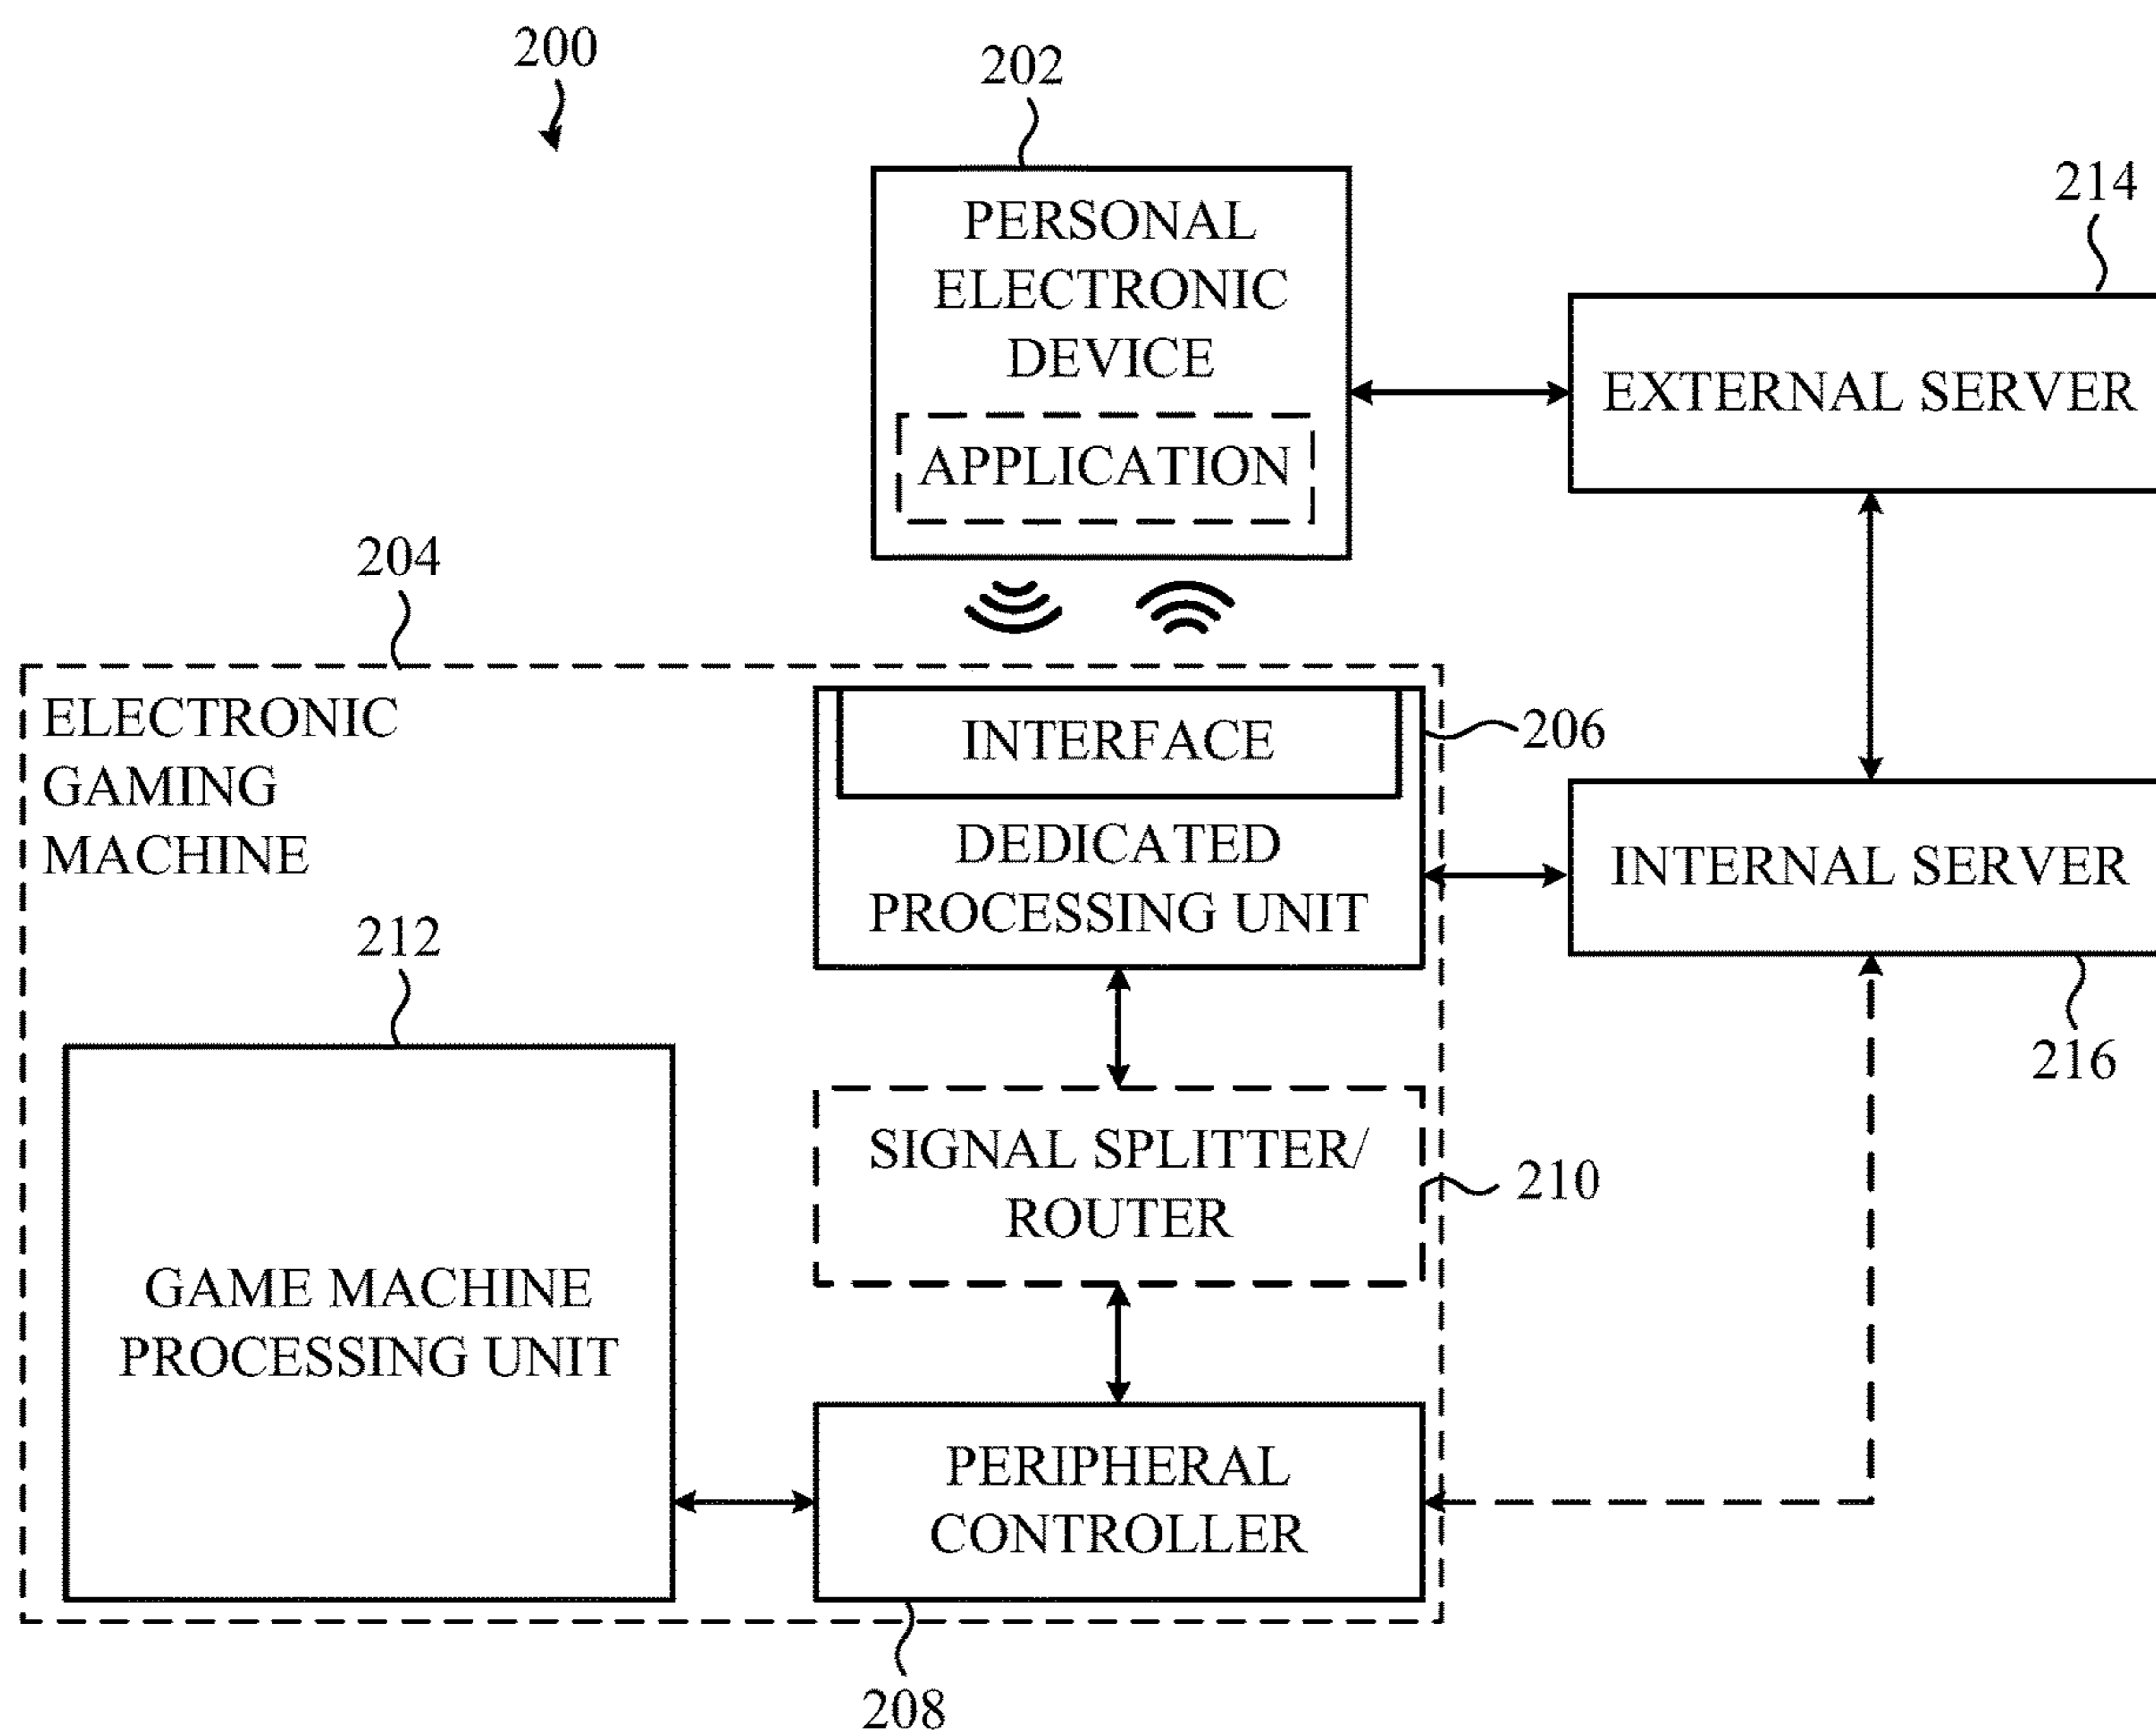 200
202
PERSONAL
ELECTRONIC
DEVICE
APPLICATION
214
EXTERNAL SERVER
204
ELECTRONIC
GAMING
MACHINE
INTERFACE
206
DEDICATED
PROCESSING UNIT
INTERNAL SERVER
216
212
GAME MACHINE
PROCESSING UNIT
SIGNAL SPLITTER/
ROUTER
210
PERIPHERAL
CONTROLLER
208